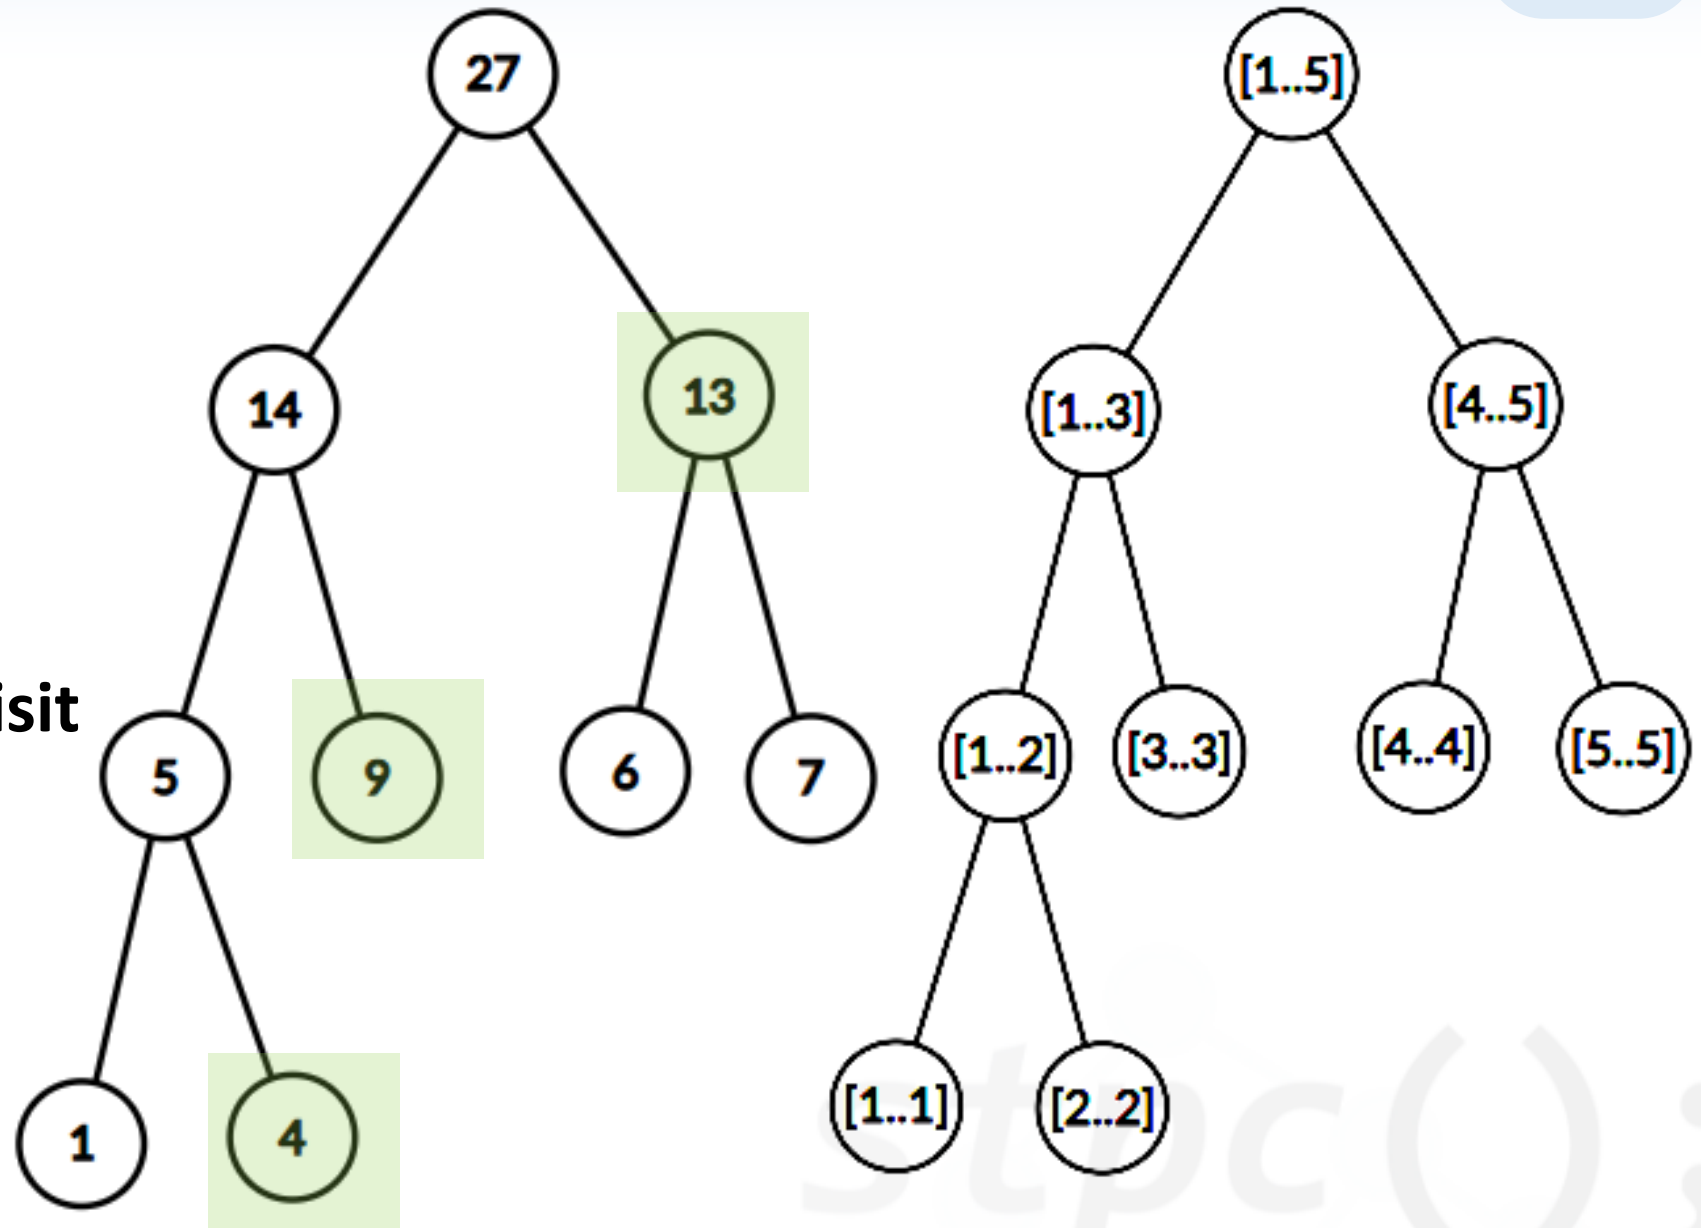 27 [1..5]
14 13 [1..3] [4..5]
isit
5 9 6 7 [1..2] [3..3] [4..4] [5..5]
1 4 [1..1] [2..2]
stpc();